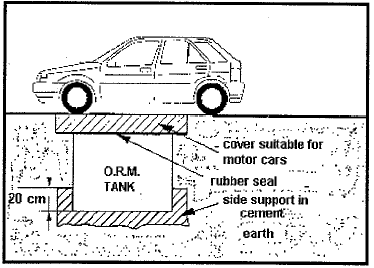 cover suitable for
motor cars
O.R.M.
TANK
rubber seal
20 cm
side support in
cement
earth